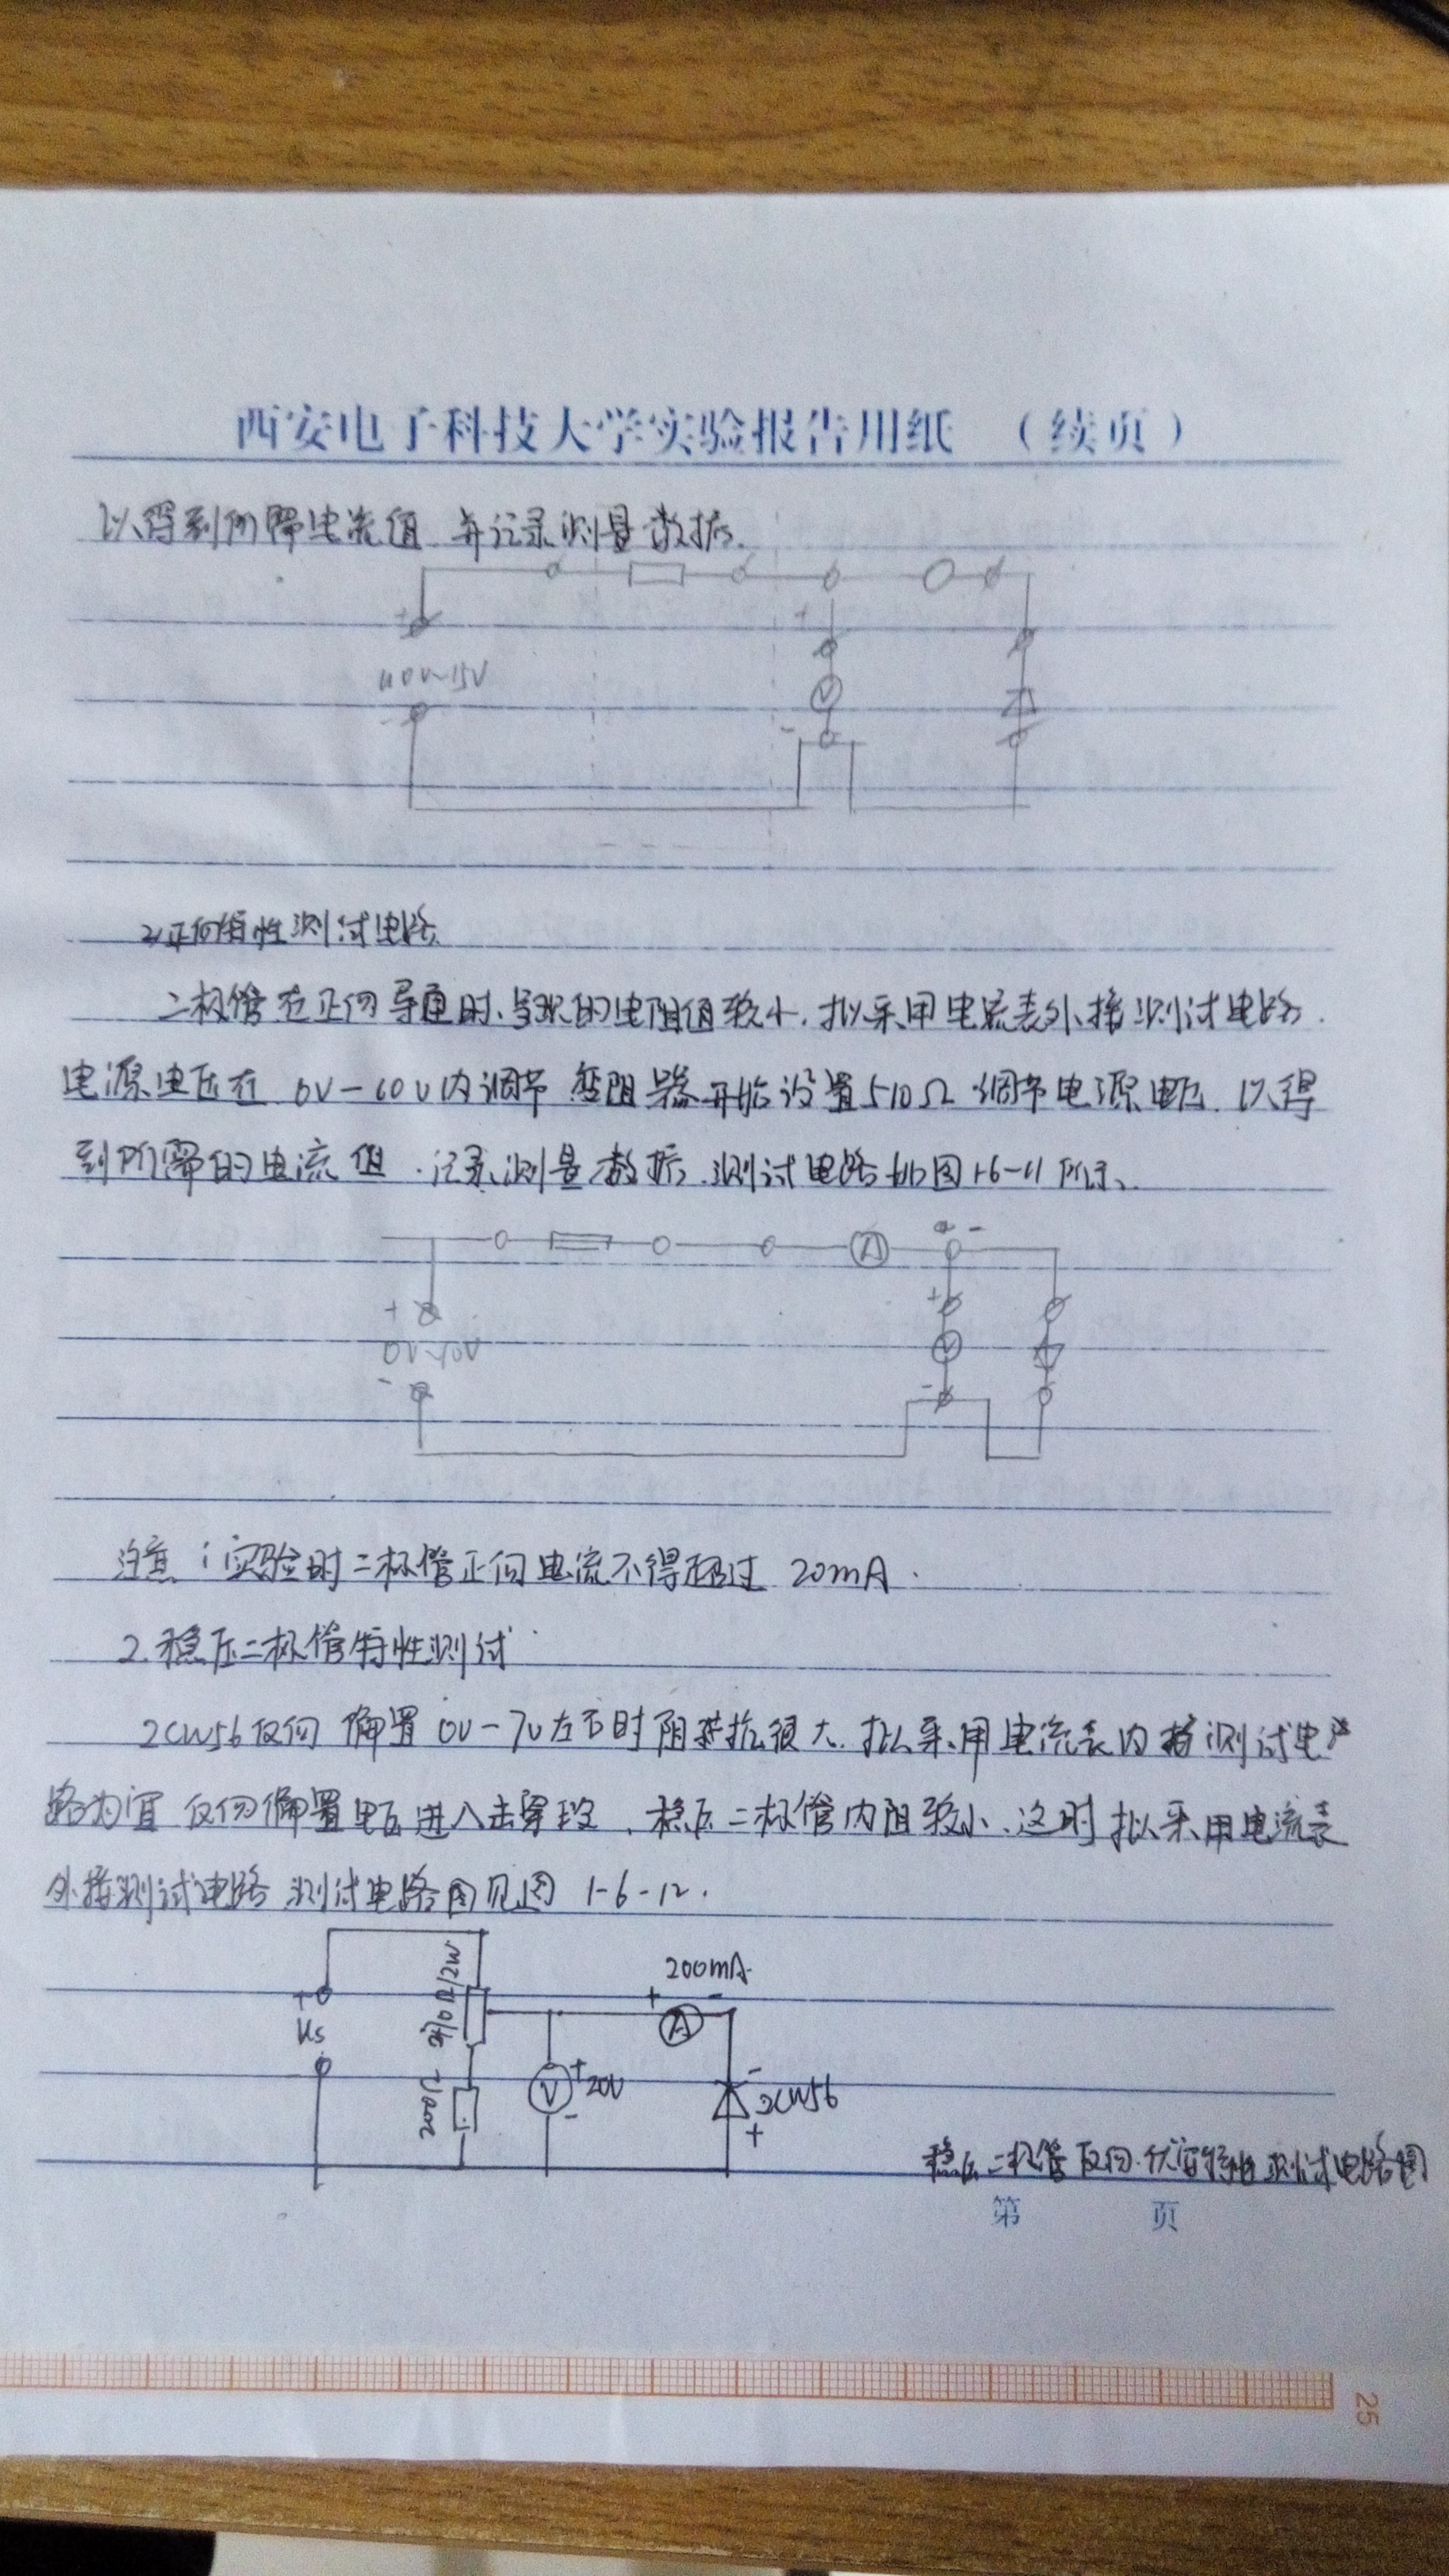 西安电子科技大学实验报告用纸 (续页)
以得到所需电流值 并记录测量数据.
+
0V~15V
-
+
V
-
2)正向特性测试电路
二极管在正向导通时、呈现的电阻值较小,拟采用电流表外接测试电路.
电源电压在 0V-10V内调节 变阻器开始设置510Ω 调节电源电压、以得
到所需的电流值.记录测量数据.测试电路如图1-6-11所示、
A
-
+
+
0V~10V
V
-
-
注意:实验时二极管正向电流不得超过 20mA.
2.稳压二极管特性测试
2CW56反向偏置0V-7V左右时阻抗很大.拟采用电流表内接测试电
路为宜 反向偏置电压进入击穿段、稳压二极管内阻较小、这时拟采用电流表
外接测试电路 测试电路图见图 1-6-12.
200mA
+
-
+
Us
Ω/2W
A
200Ω
V
+
20V
-
-
2CW56
+
稳压二极管反向伏安特性测试电路图
第 页
25